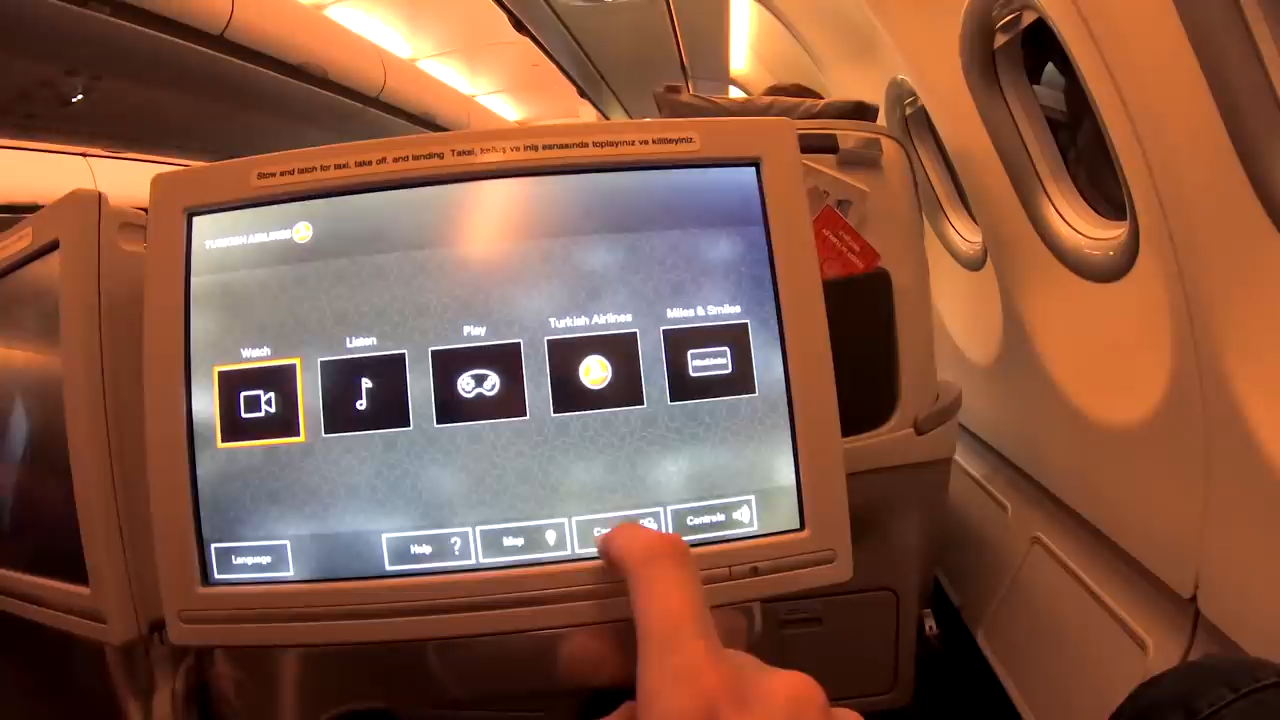 Stow and latch for taxi, take off, and landing Taksi, kalkış ve iniş esnasında toplayınız ve kilitleyiniz.
TURKISH AIRLINES
Watch
Listen
Play
Turkish Airlines
Miles & Smiles
Language
Help ?
Map
Controls